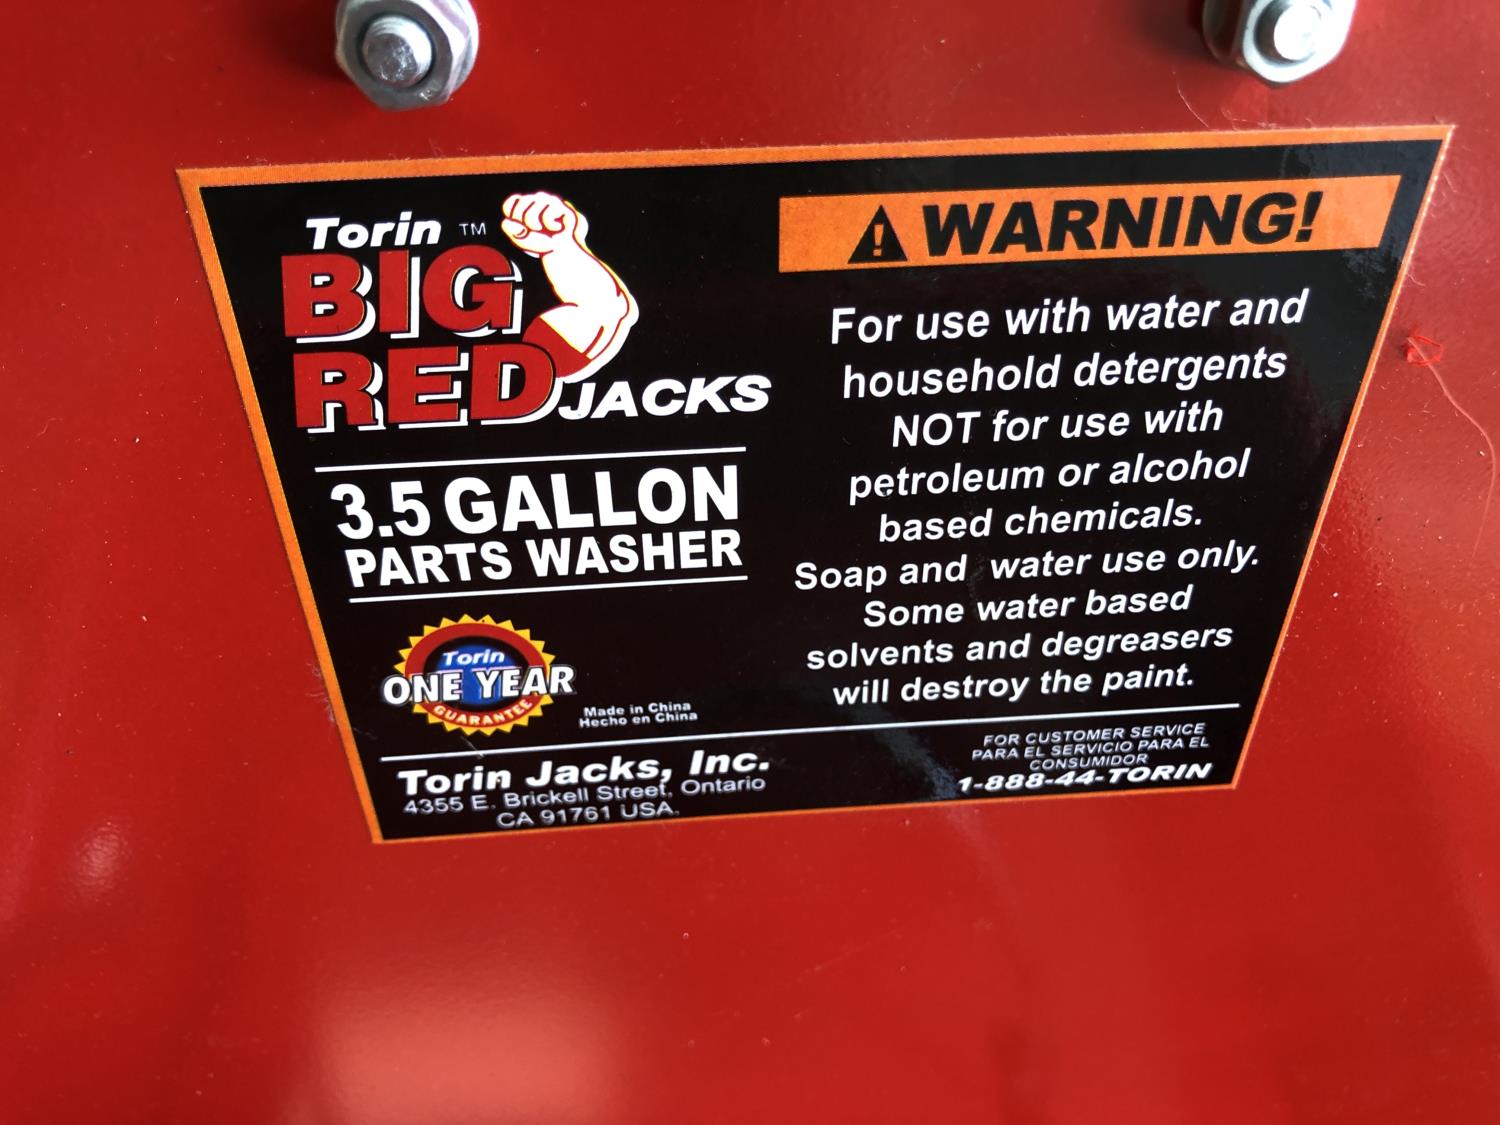 Torin ™
BIG
RED JACKS
3.5 GALLON
PARTS WASHER
Torin
ONE YEAR
GUARANTEE
Made in China
Hecho en China
WARNING!
For use with water and
household detergents
NOT for use with
petroleum or alcohol
based chemicals.
Soap and water use only.
Some water based
solvents and degreasers
will destroy the paint.
Torin Jacks, Inc.
4355 E. Brickell Street, Ontario
CA 91761 USA.
FOR CUSTOMER SERVICE
PARA EL SERVICIO PARA EL
CONSUMIDOR
1-888-44-TORIN